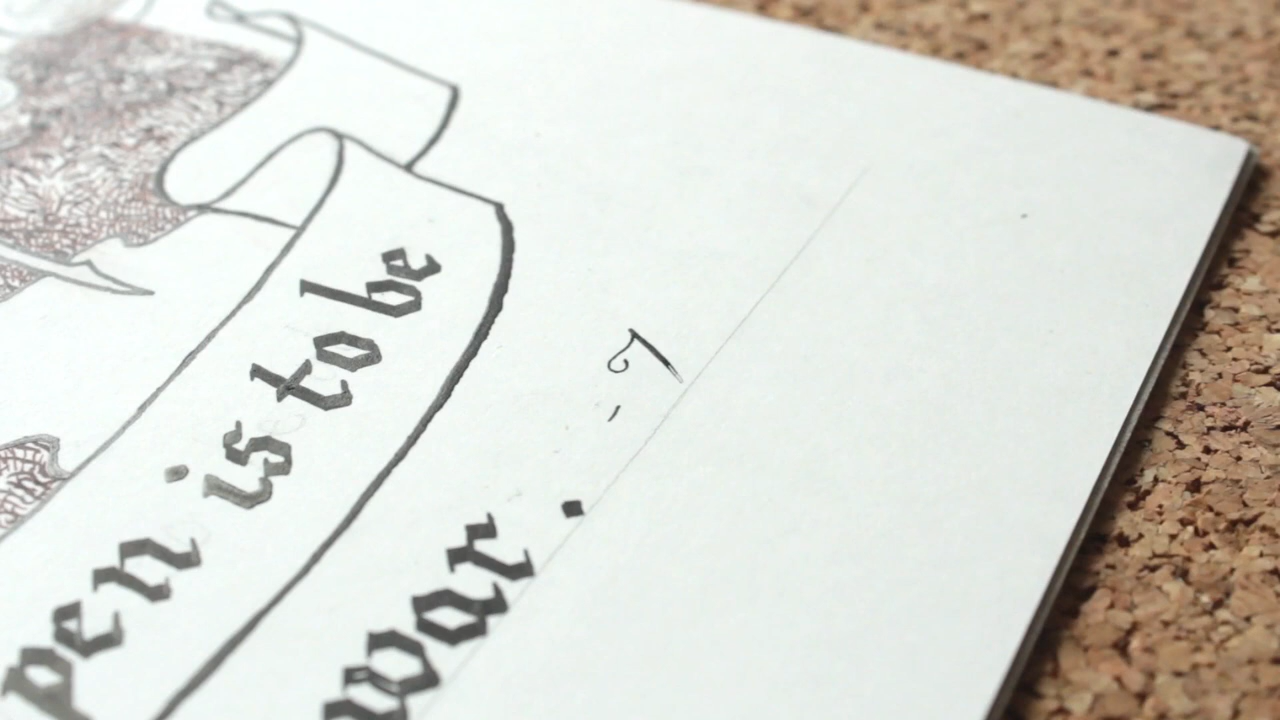 pen is to be
war. -